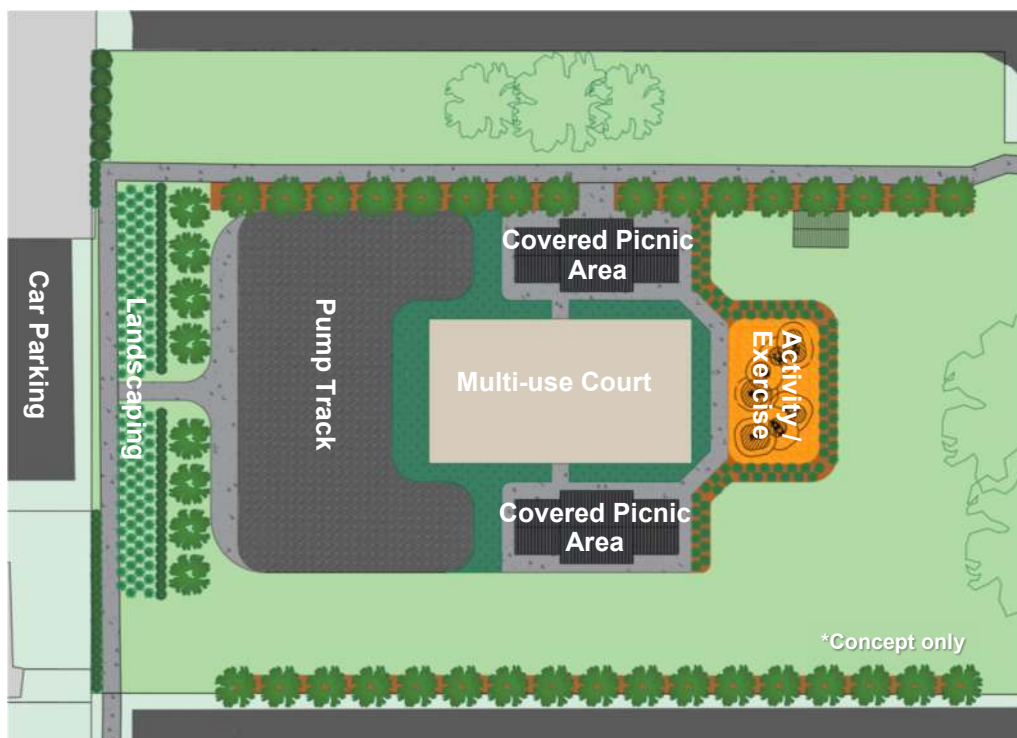 Covered Picnic
Area
Car Parking
Landscaping
Pump Track
Multi-use Court
Activity /
Exercise
Covered Picnic
Area
*Concept only